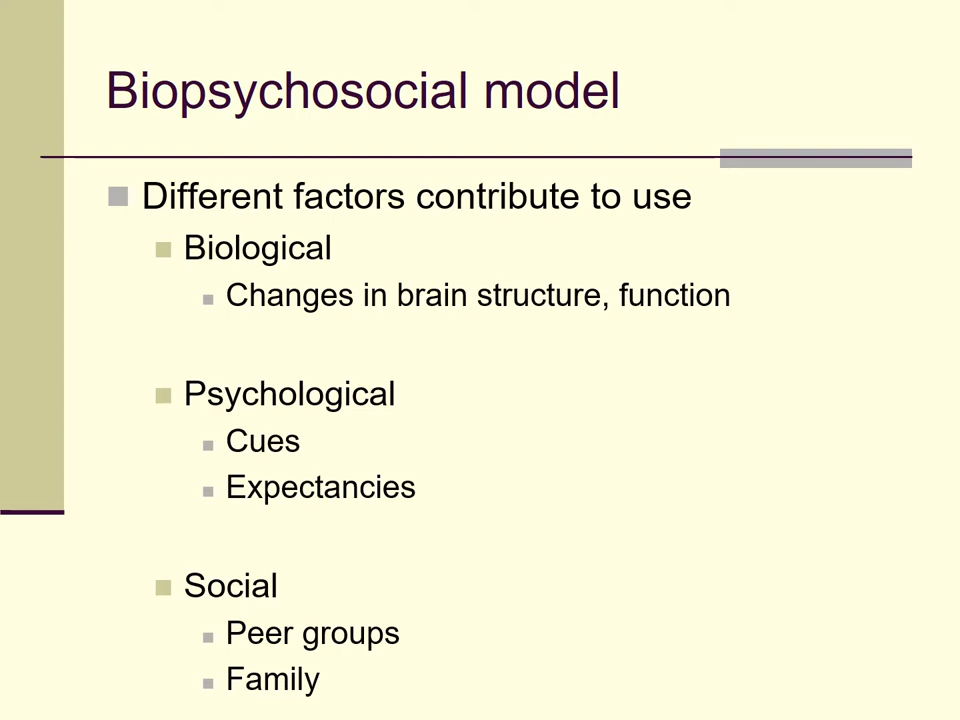 Biopsychosocial model
Different factors contribute to use
Biological
Changes in brain structure, function
Psychological
Cues
Expectancies
Social
Peer groups
Family